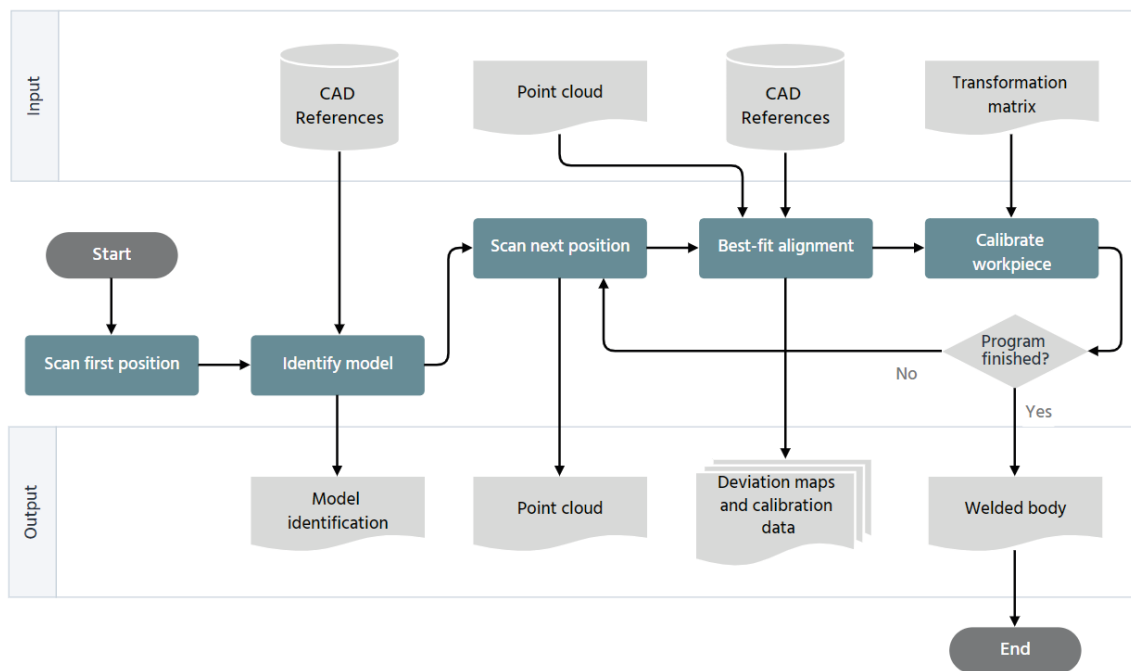 Input
CAD
References
Point cloud
CAD
References
Transformation
matrix
Start
Scan next position
Best-fit alignment
Calibrate
workpiece
Scan first position
Identify model
Program
finished?
No
Yes
Output
Model
identification
Point cloud
Deviation maps
and calibration
data
Welded body
End